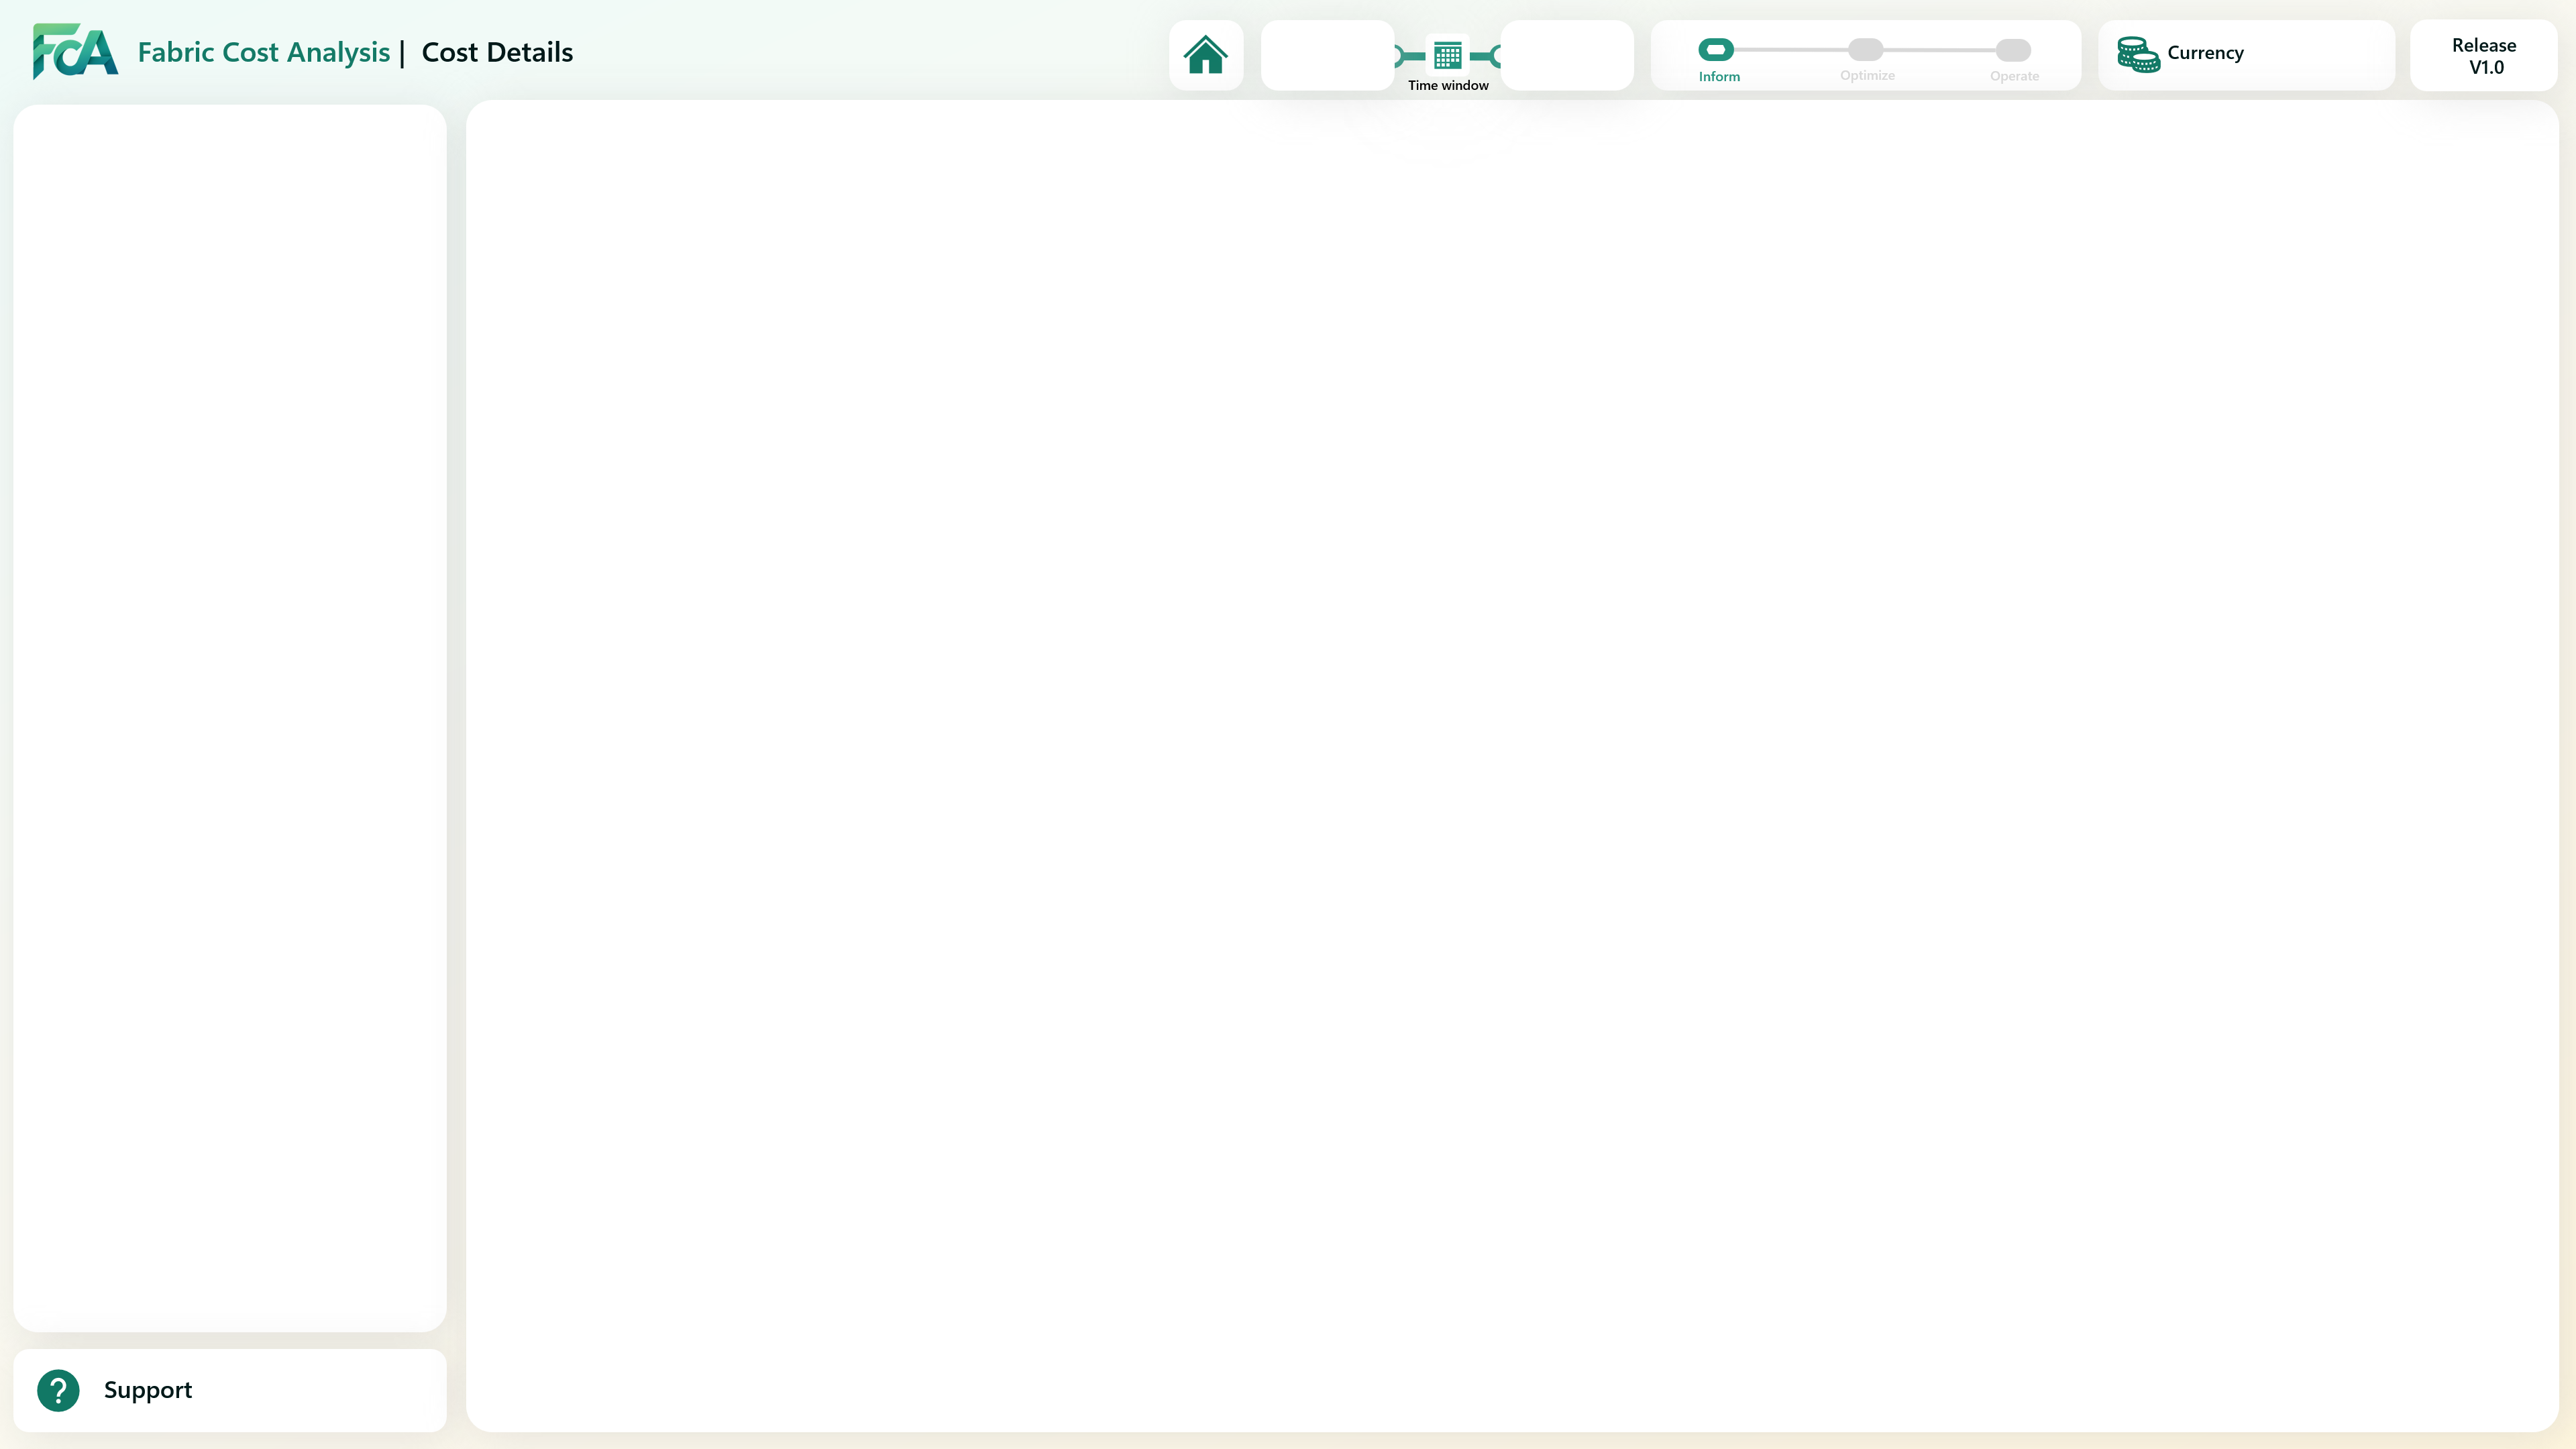 FCA
Fabric Cost Analysis | Cost Details
Time window
Inform
Optimize
Operate
Currency
Release
V1.0
?
Support